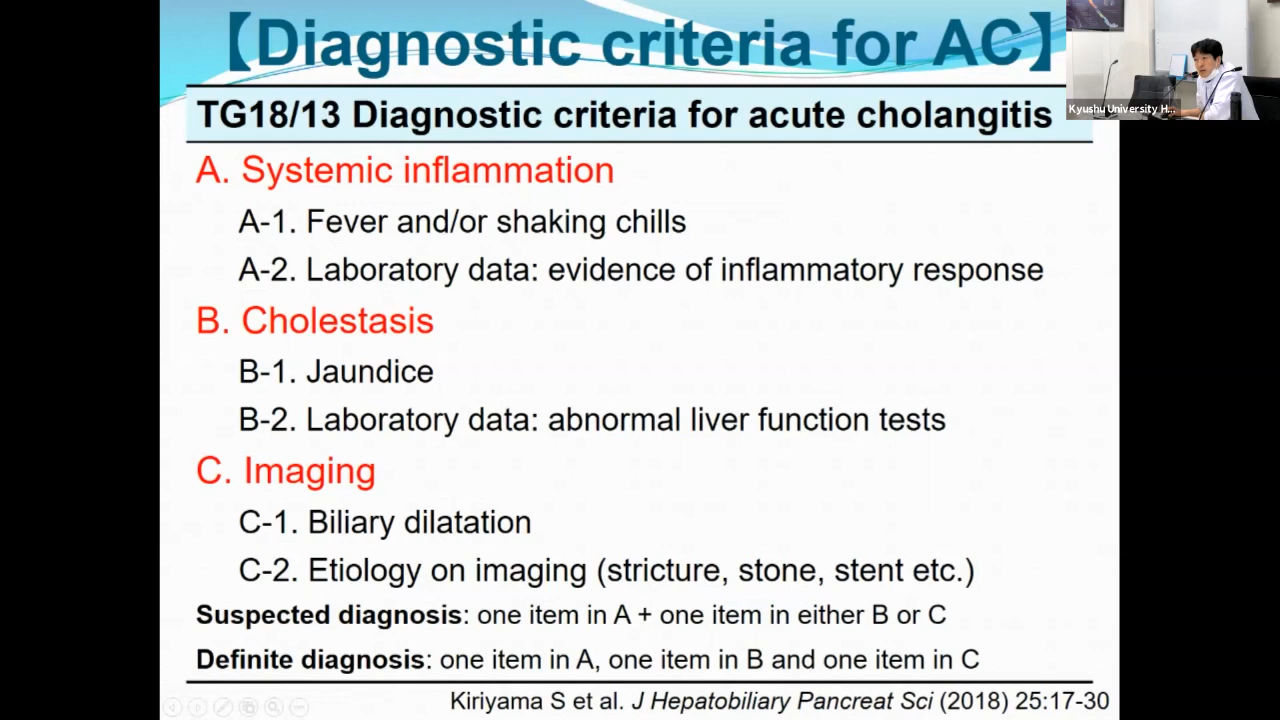 【Diagnostic criteria for AC】
Kyushu University H...
TG18/13 Diagnostic criteria for acute cholangitis
A. Systemic inflammation
A-1. Fever and/or shaking chills
A-2. Laboratory data: evidence of inflammatory response
B. Cholestasis
B-1. Jaundice
B-2. Laboratory data: abnormal liver function tests
C. Imaging
C-1. Biliary dilatation
C-2. Etiology on imaging (stricture, stone, stent etc.)
Suspected diagnosis: one item in A + one item in either B or C
Definite diagnosis: one item in A, one item in B and one item in C
Kiriyama S et al. J Hepatobiliary Pancreat Sci (2018) 25:17-30